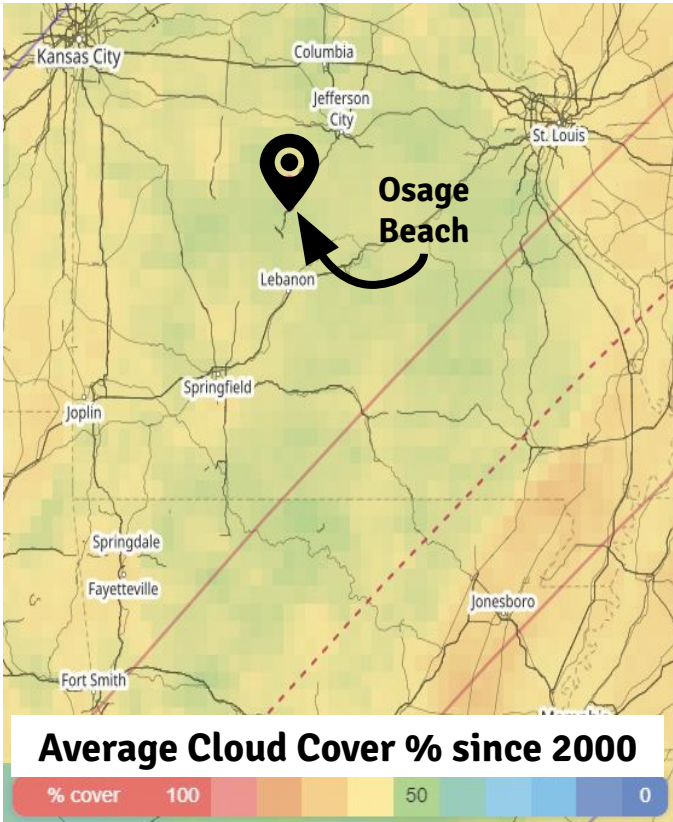 Kansas City
Columbia
Jefferson
City
St. Louis
Osage
Beach
Lebanon
Springfield
Joplin
Springdale
Fayetteville
Jonesboro
Fort Smith
Average Cloud Cover % since 2000
% cover 100 50 0